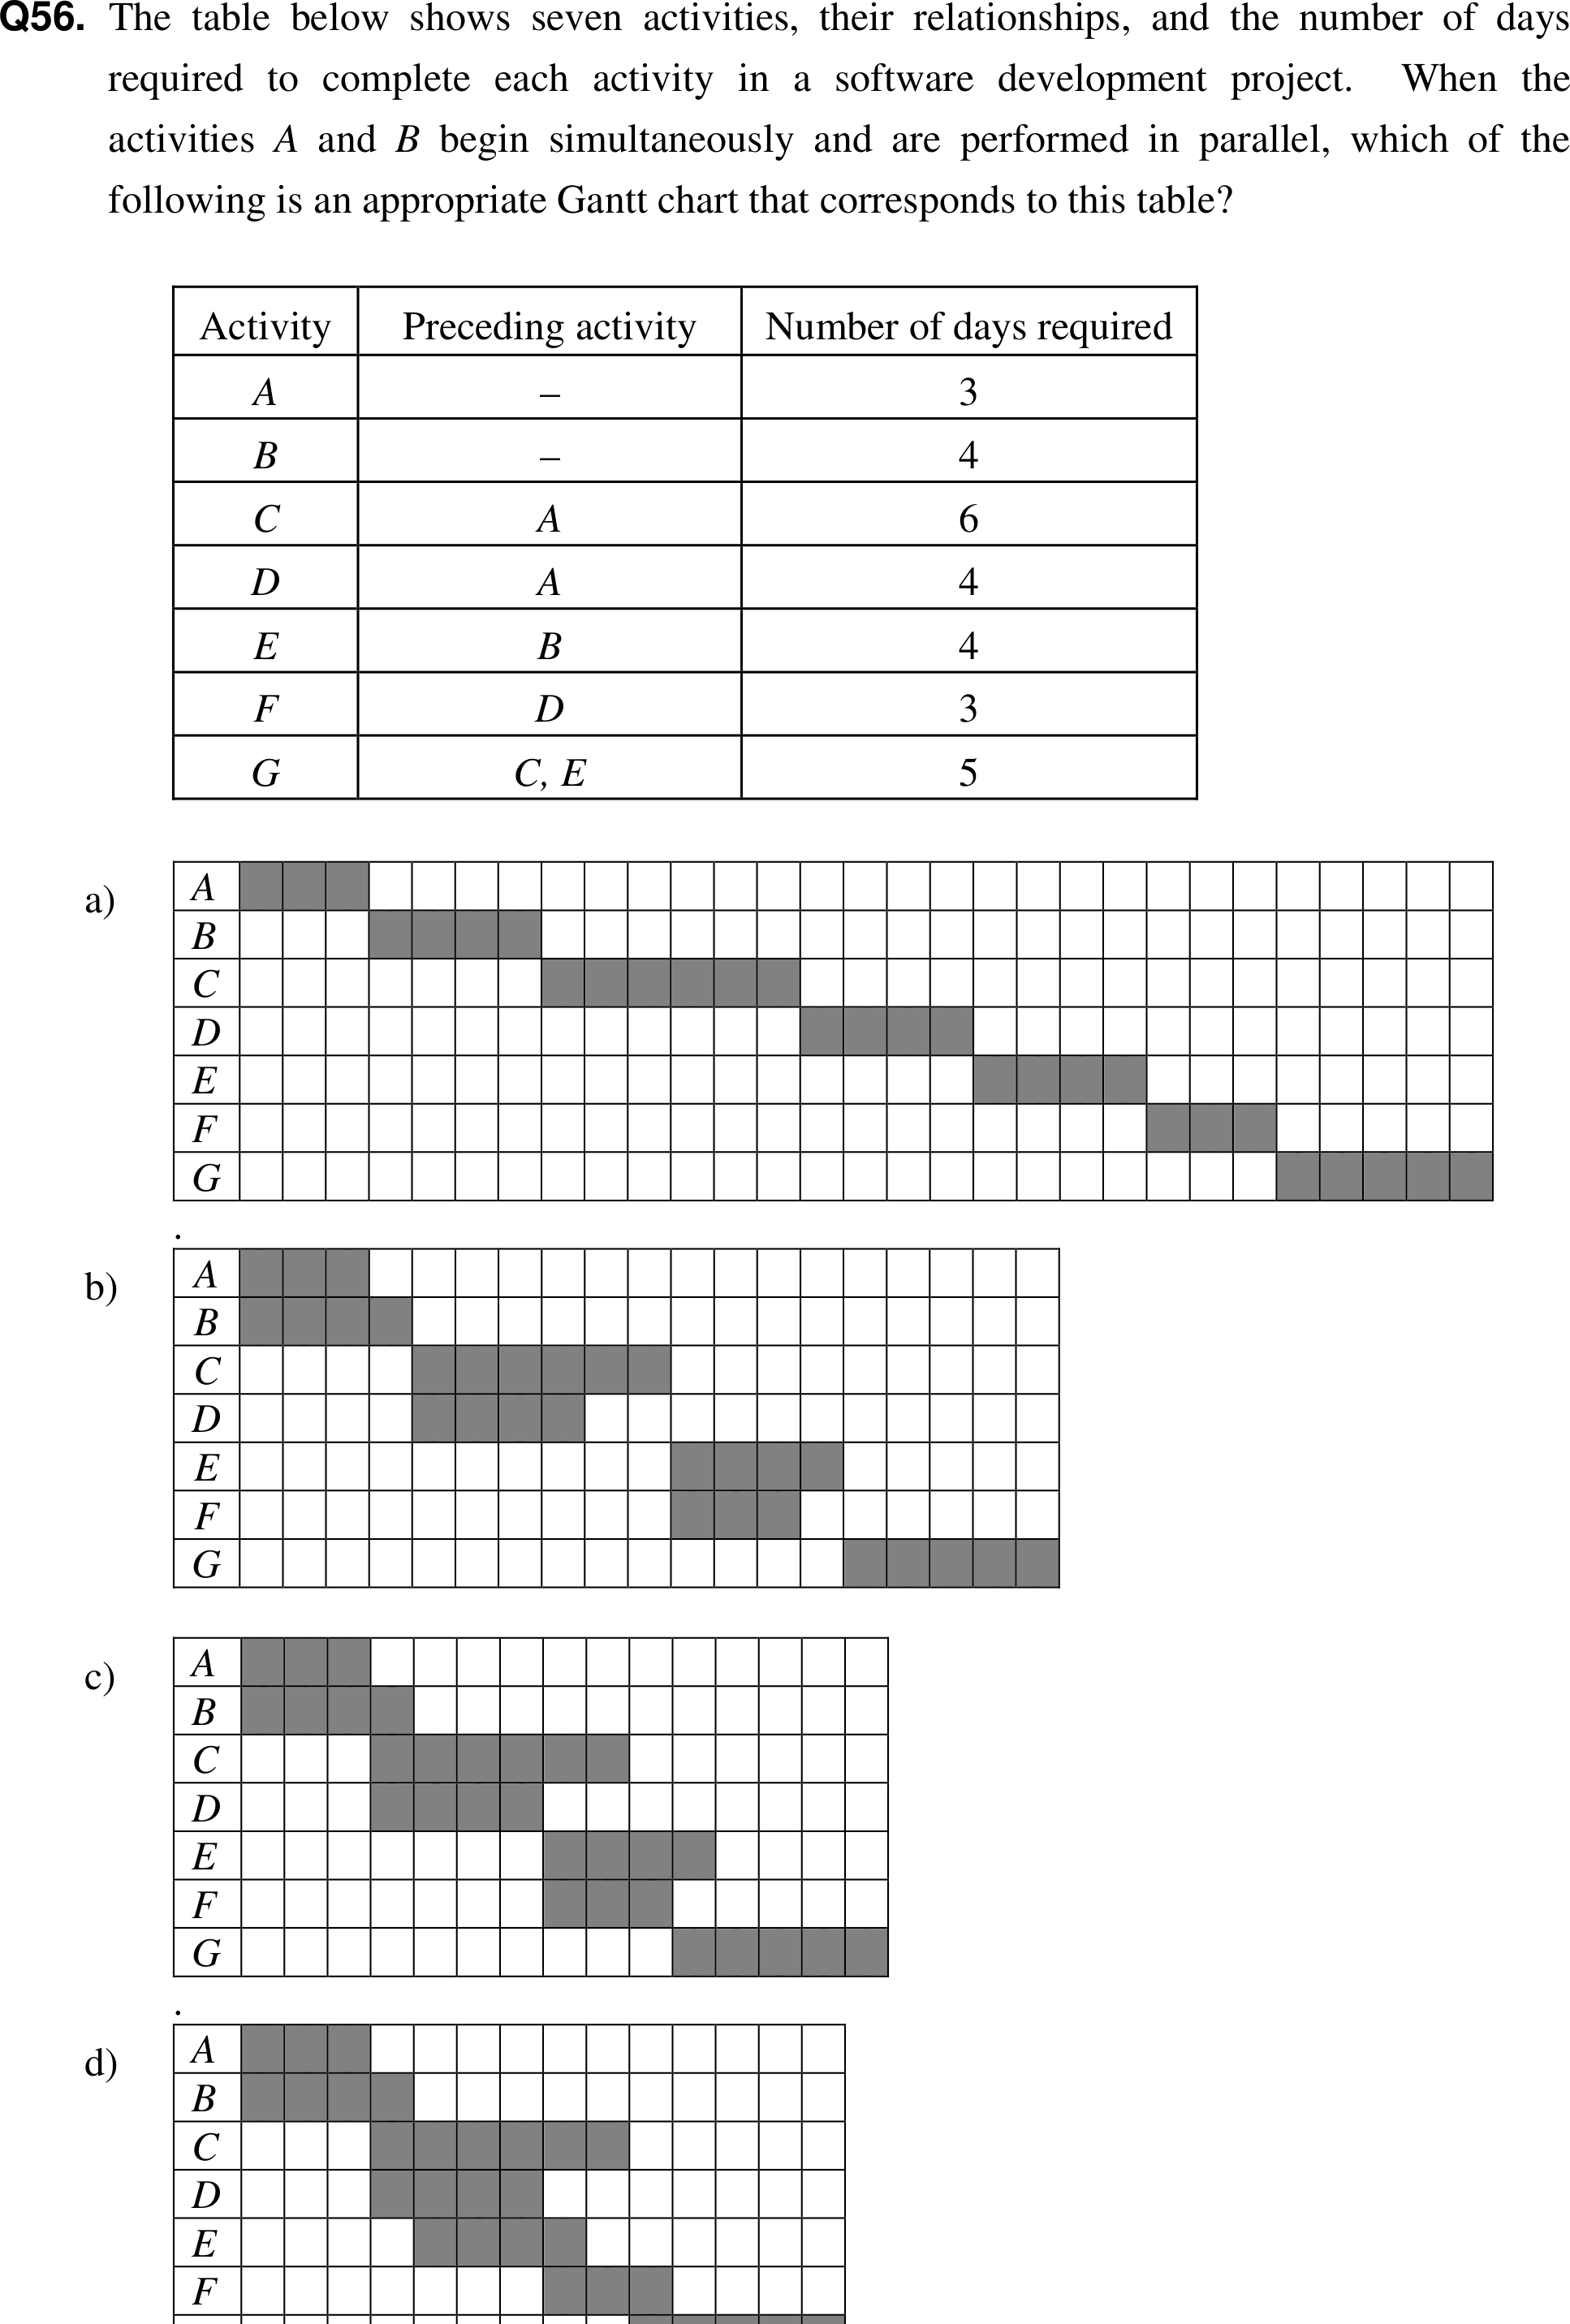 Q56. The table below shows seven activities, their relationships, and the number of days
required to complete each activity in a software development project. When the
activities A and B begin simultaneously and are performed in parallel, which of the
following is an appropriate Gantt chart that corresponds to this table?
Activity Preceding activity Number of days required
A – 3
B – 4
C A 6
D A 4
E B 4
F D 3
G C, E 5
a)
A
B
C
D
E
F
G
.
b)
A
B
C
D
E
F
G
c)
A
B
C
D
E
F
G
.
d)
A
B
C
D
E
F